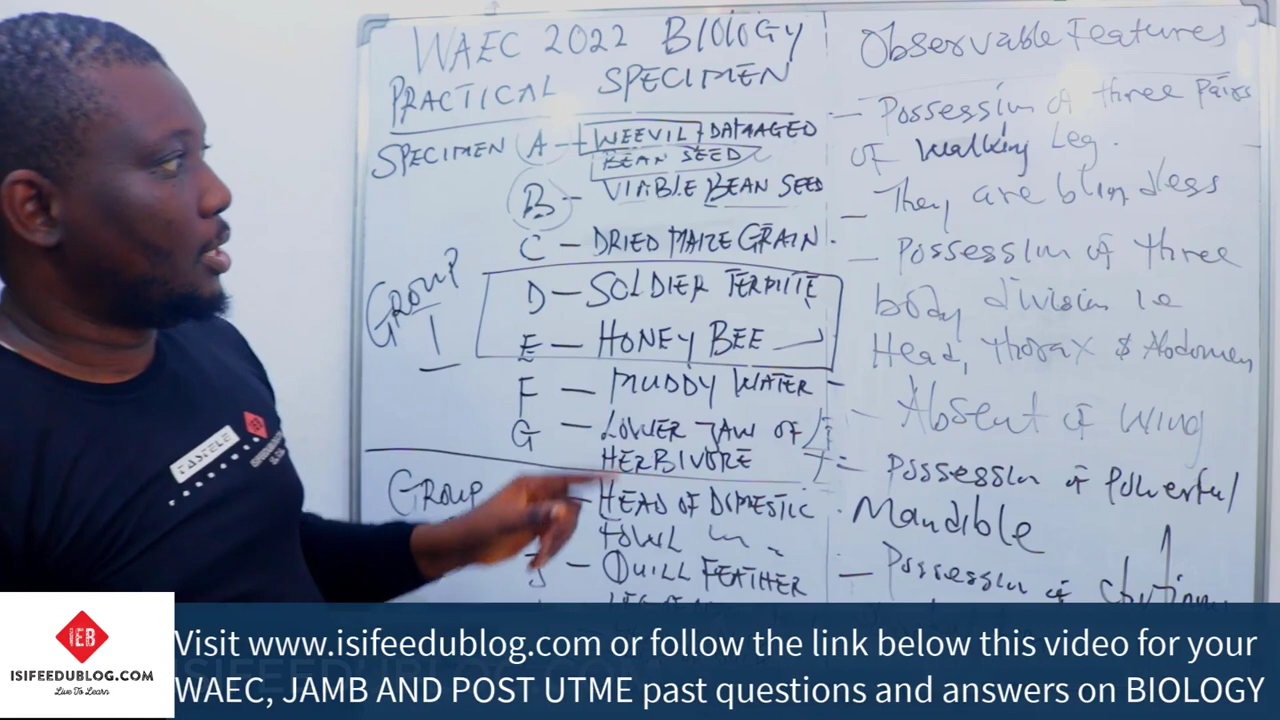 WAEC 2022 BIOLOGY
PRACTICAL SPECIMEN
SPECIMEN A - WEEVIL DAMAGED
BEAN SEED
B - VIABLE BEAN SEED
C - DRIED MAIZE GRAIN.
GROUP
1
D - SOLDIER TERMITE
E - HONEY BEE
F - MUDDY WATER
G - LOWER JAW OF
HERBIVORE
GROUP
HEAD OF DOMESTIC
FOWL
J - QUILL FEATHER
Observable Features
- Possession of three pairs
of walking Leg.
- They are blindless
- Possession of three
body division i.e
Head, thorax & Abdomen
- Absent of wing
- Possession of Powerful
Mandible
- Possession of
TASFELE
IEB
IEB
ISIFEEDUBLOG.COM
Live To Learn
Visit www.isifeedublog.com or follow the link below this video for your
WAEC, JAMB AND POST UTME past questions and answers on BIOLOGY